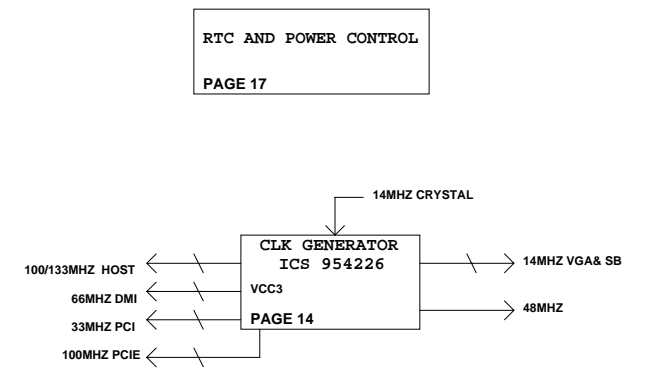 RTC AND POWER CONTROL
PAGE 17
14MHZ CRYSTAL
CLK GENERATOR
ICS 954226
VCC3
PAGE 14
100/133MHZ HOST
66MHZ DMI
33MHZ PCI
100MHZ PCIE
14MHZ VGA& SB
48MHZ